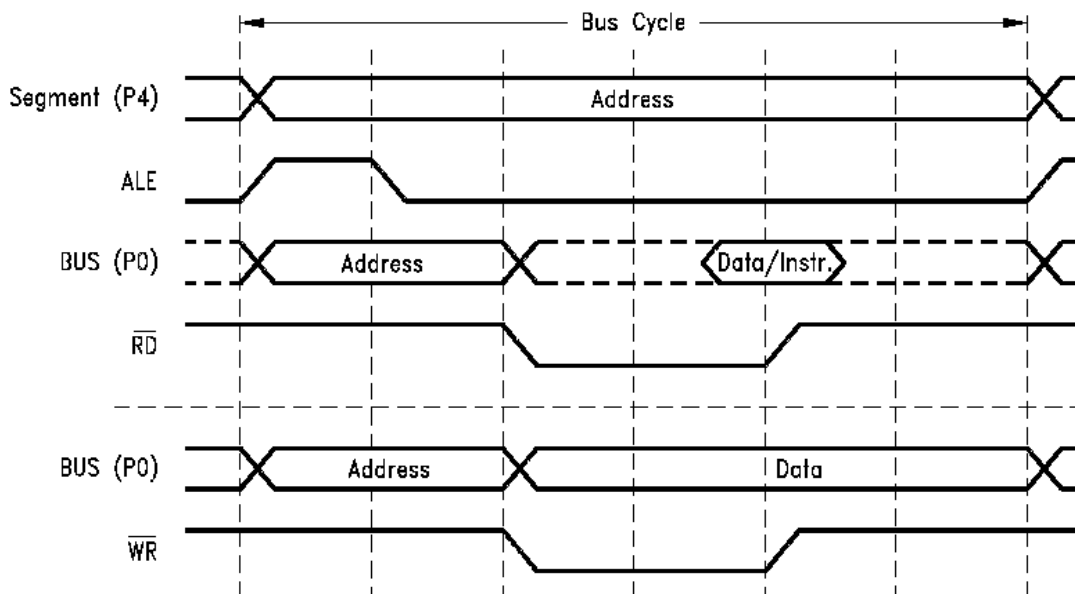 Bus Cycle
Segment (P4)
Address
ALE
BUS (P0)
Address
Data/Instr.
RD
BUS (P0)
Address
Data
WR